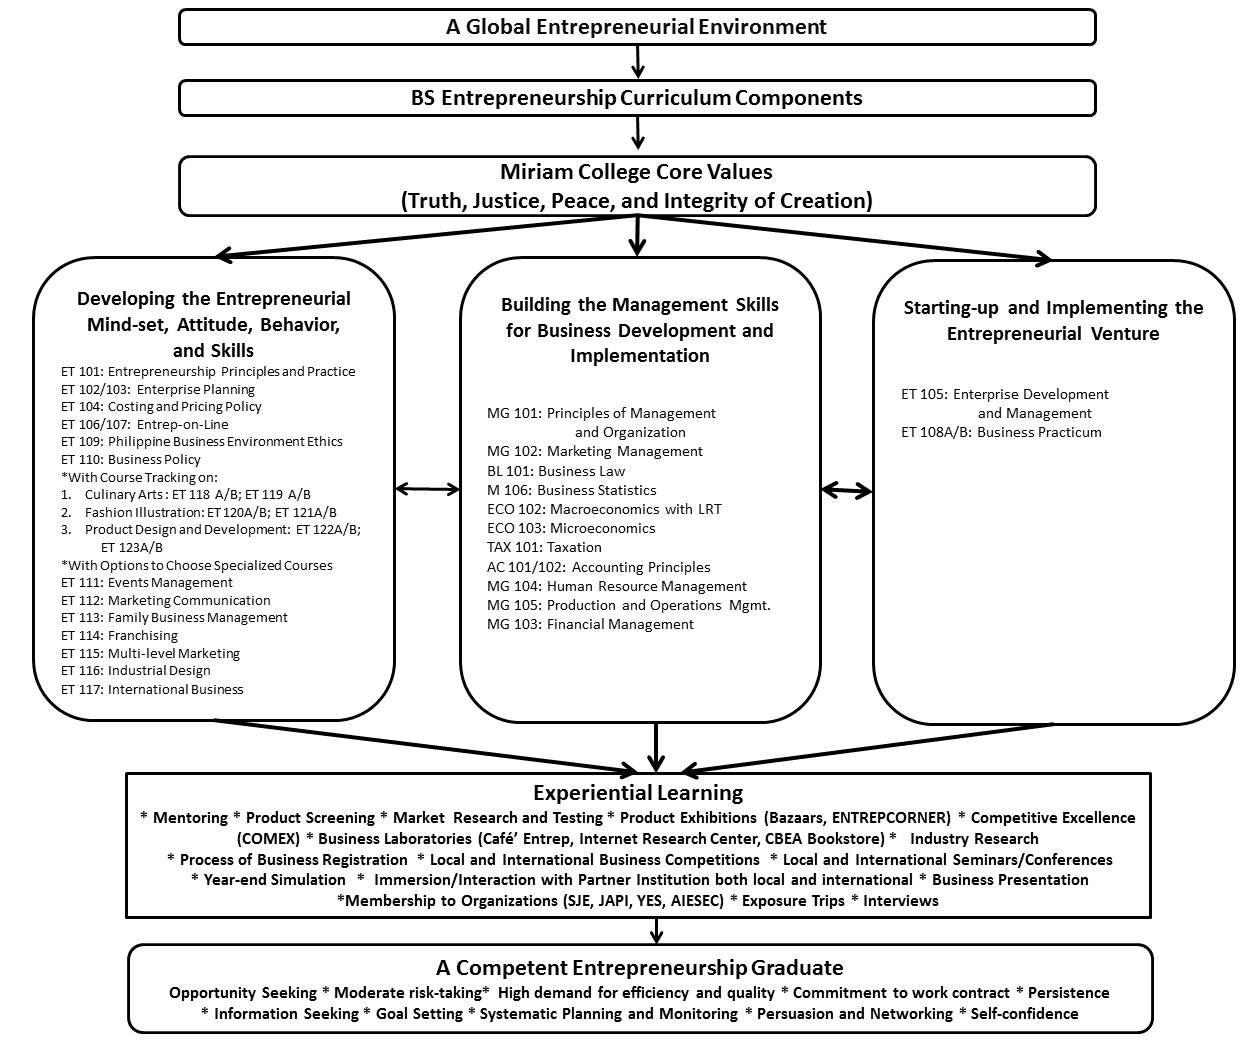 A Global Entrepreneurial Environment
BS Entrepreneurship Curriculum Components
Miriam College Core Values
(Truth, Justice, Peace, and Integrity of Creation)
Developing the Entrepreneurial
Mind-set, Attitude, Behavior,
and Skills
ET 101: Entrepreneurship Principles and Practice
ET 102/103: Enterprise Planning
ET 104: Costing and Pricing Policy
ET 106/107: Entrep-on-Line
ET 109: Philippine Business Environment Ethics
ET 110: Business Policy
*With Course Tracking on:
1. Culinary Arts : ET 118 A/B; ET 119 A/B
2. Fashion Illustration: ET 120A/B; ET 121A/B
3. Product Design and Development: ET 122A/B;
ET 123A/B
*With Options to Choose Specialized Courses
ET 111: Events Management
ET 112: Marketing Communication
ET 113: Family Business Management
ET 114: Franchising
ET 115: Multi-level Marketing
ET 116: Industrial Design
ET 117: International Business
Building the Management Skills
for Business Development and
Implementation
MG 101: Principles of Management
and Organization
MG 102: Marketing Management
BL 101: Business Law
M 106: Business Statistics
ECO 102: Macroeconomics with LRT
ECO 103: Microeconomics
TAX 101: Taxation
AC 101/102: Accounting Principles
MG 104: Human Resource Management
MG 105: Production and Operations Mgmt.
MG 103: Financial Management
Starting-up and Implementing the
Entrepreneurial Venture
ET 105: Enterprise Development
and Management
ET 108A/B: Business Practicum
Experiential Learning
* Mentoring * Product Screening * Market Research and Testing * Product Exhibitions (Bazaars, ENTREPCORNER) * Competitive Excellence
(COMEX) * Business Laboratories (Café’ Entrep, Internet Research Center, CBEA Bookstore) * Industry Research
* Process of Business Registration * Local and International Business Competitions * Local and International Seminars/Conferences
* Year-end Simulation * Immersion/Interaction with Partner Institution both local and international * Business Presentation
*Membership to Organizations (SJE, JAPI, YES, AIESEC) * Exposure Trips * Interviews
A Competent Entrepreneurship Graduate
Opportunity Seeking * Moderate risk-taking* High demand for efficiency and quality * Commitment to work contract * Persistence
* Information Seeking * Goal Setting * Systematic Planning and Monitoring * Persuasion and Networking * Self-confidence